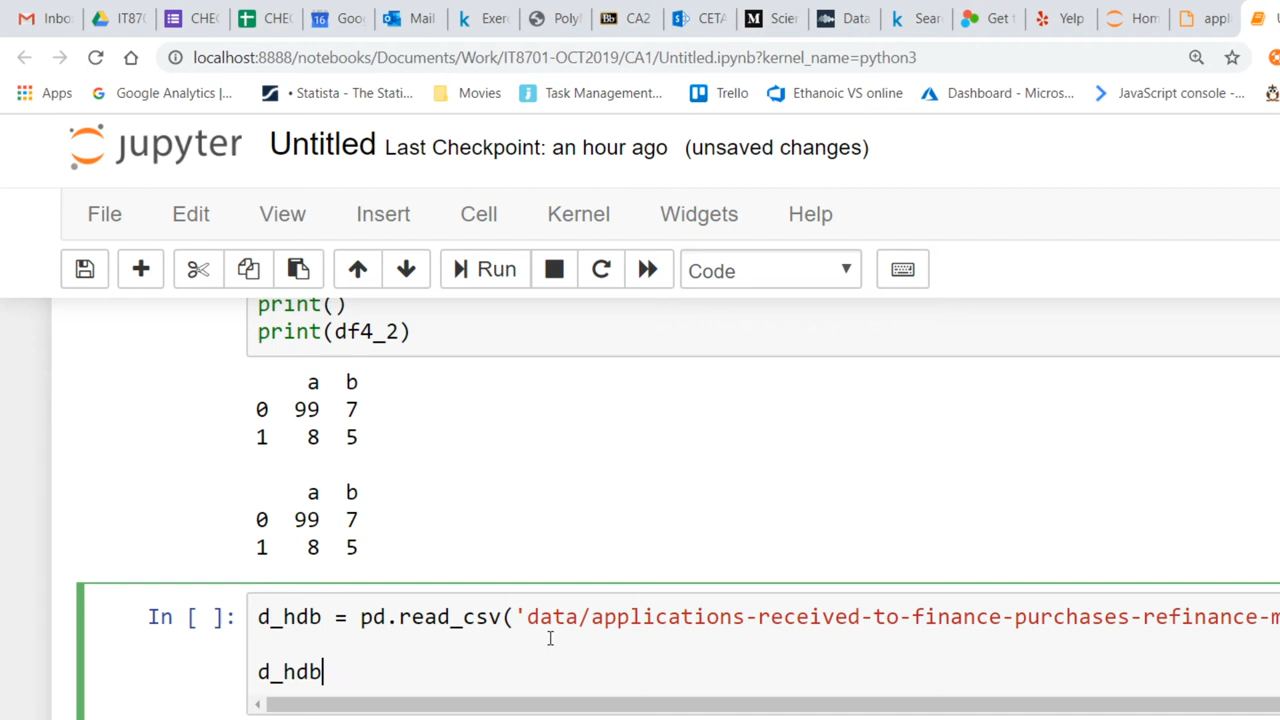 Inbo IT87( CHE( CHE( Goo Mail Exerc Poly CA2 CETA Scier Data Sear Get t Yelp Hom appl
localhost:8888/notebooks/Documents/Work/IT8701-OCT2019/CA1/Untitled.ipynb?kernel_name=python3
Apps Google Analytics |... • Statista - The Stati... Movies Task Management... Trello Ethanoic VS online Dashboard - Micros... JavaScript console -...
jupyter Untitled Last Checkpoint: an hour ago (unsaved changes)
File Edit View Insert Cell Kernel Widgets Help
Run Code
print()
print(df4_2)
a b
0 99 7
1 8 5
a b
0 99 7
1 8 5
In [ ]: d_hdb = pd.read_csv('data/applications-received-to-finance-purchases-refinance-m
d_hdb